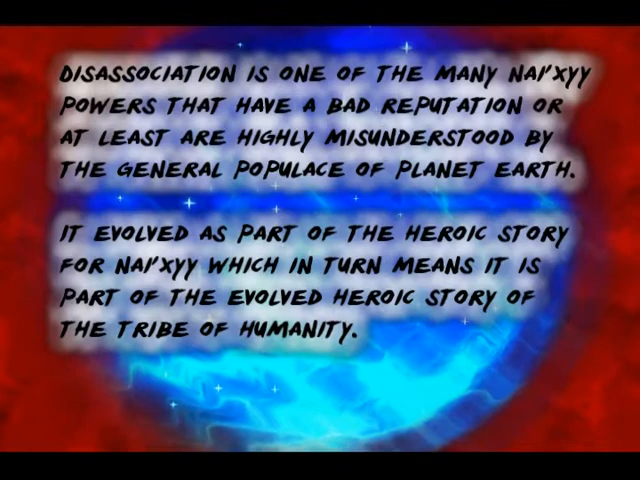 DISASSOCIATION IS ONE OF THE MANY NAI'XYY
POWERS THAT HAVE A BAD REPUTATION OR
AT LEAST ARE HIGHLY MISUNDERSTOOD BY
THE GENERAL POPULACE OF PLANET EARTH.
IT EVOLVED AS PART OF THE HEROIC STORY
FOR NAI'XYY WHICH IN TURN MEANS IT IS
PART OF THE EVOLVED HEROIC STORY OF
THE TRIBE OF HUMANITY.